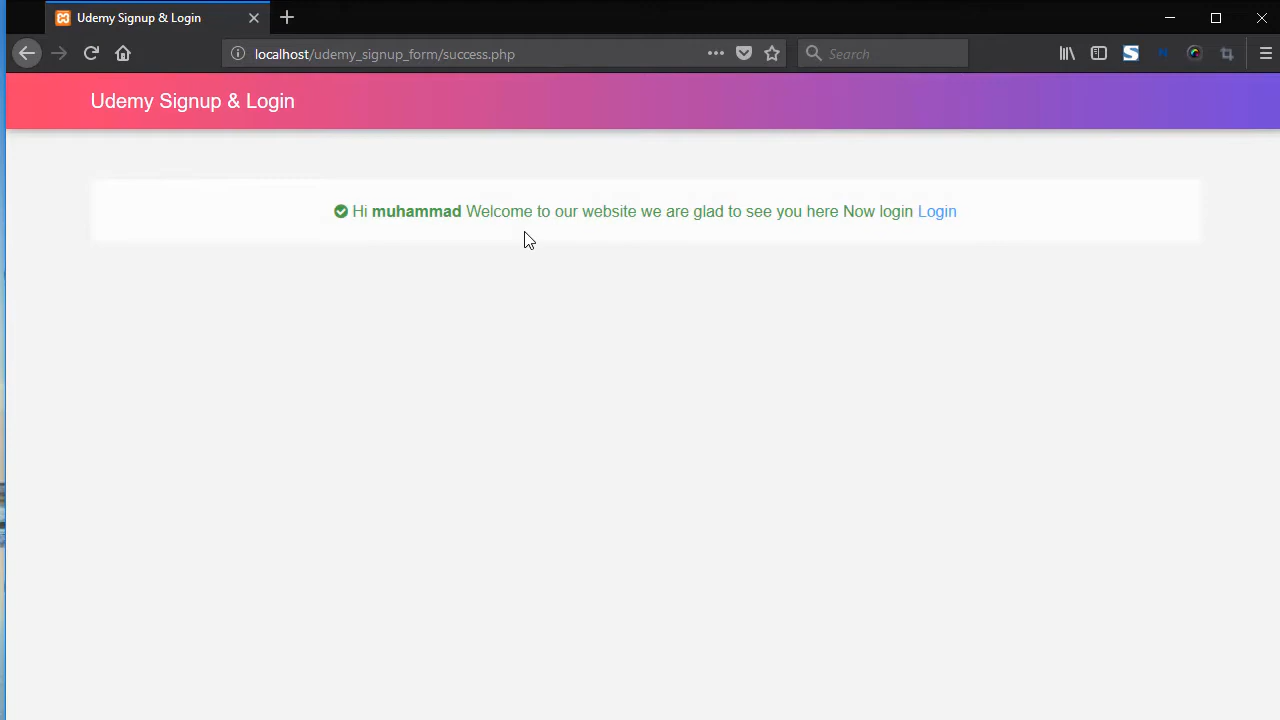 Udemy Signup & Login
localhost/udemy_signup_form/success.php
Search
Udemy Signup & Login
Hi muhammad Welcome to our website we are glad to see you here Now login Login